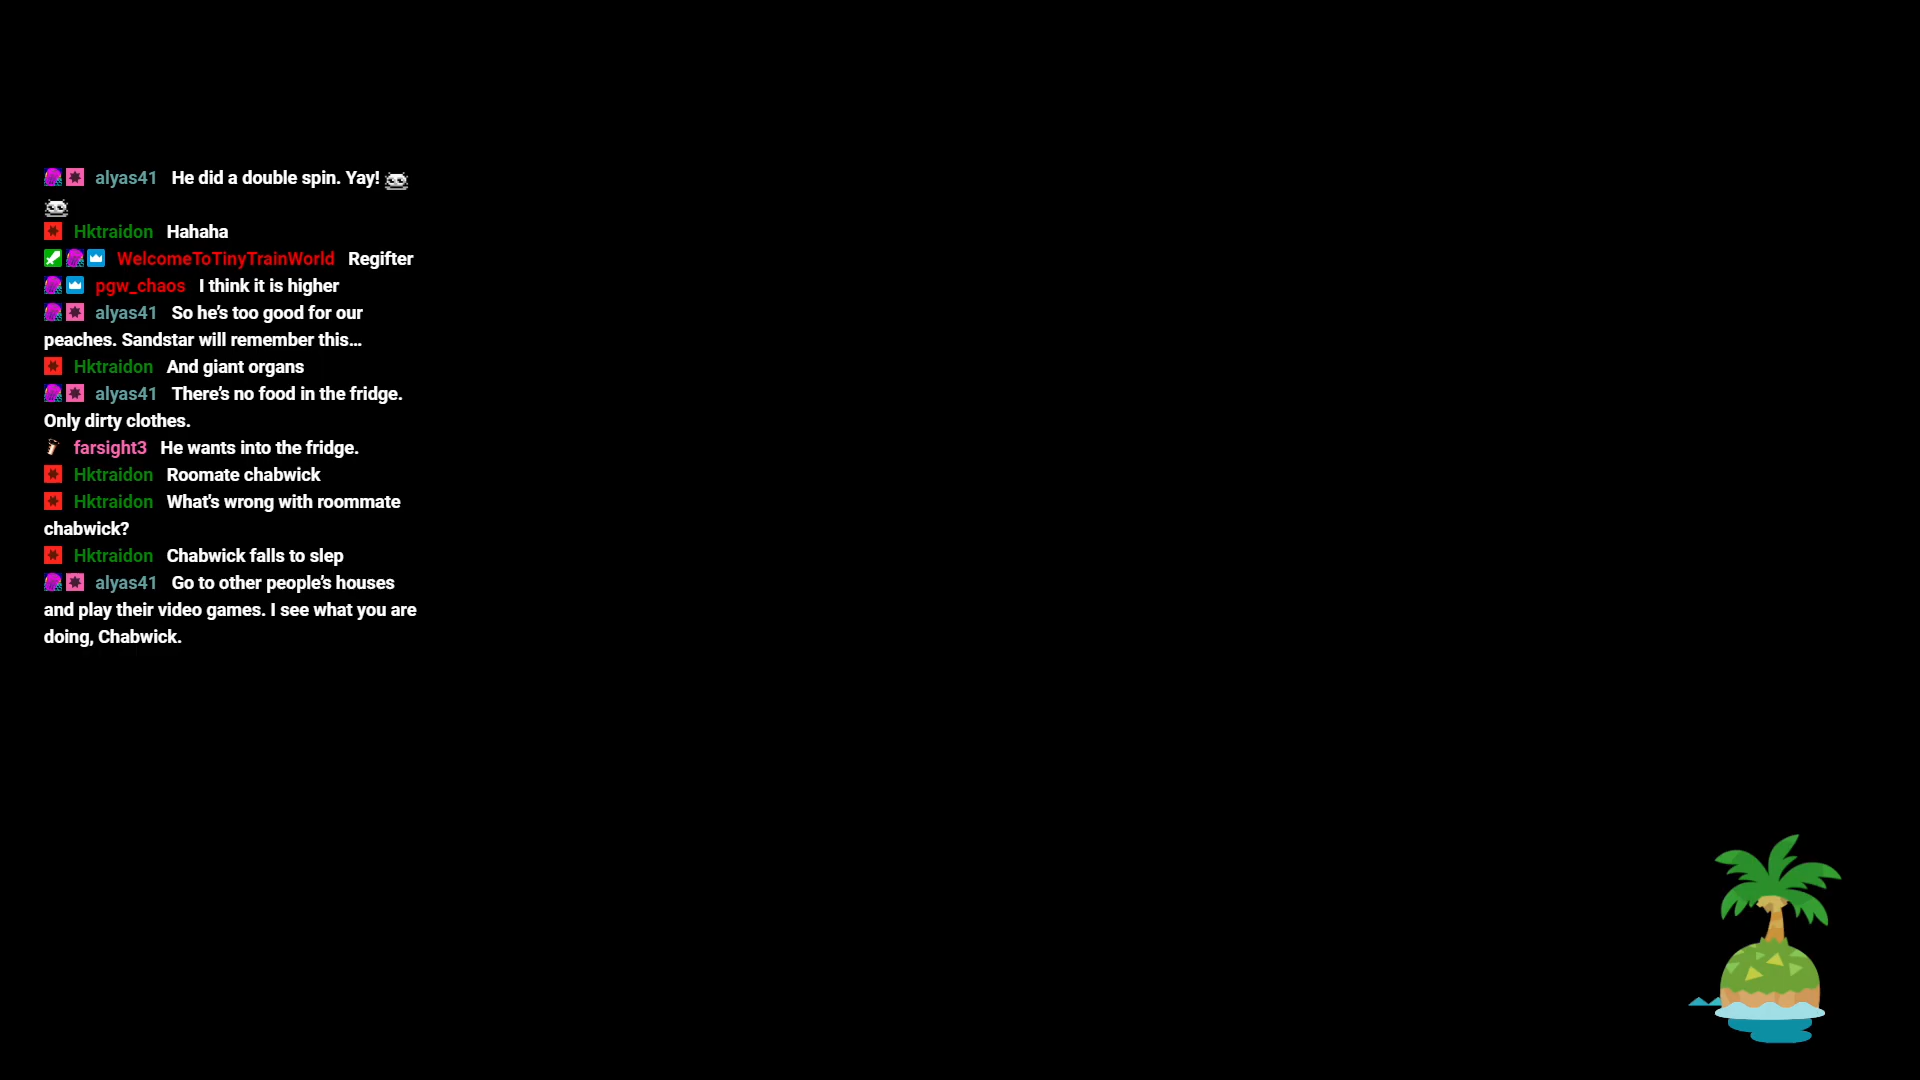 alyas41 He did a double spin. Yay!
Hktraidon Hahaha
WelcomeToTinyTrainWorld Regifter
pgw_chaos I think it is higher
alyas41 So he's too good for our
peaches. Sandstar will remember this...
Hktraidon And giant organs
alyas41 There's no food in the fridge.
Only dirty clothes.
farsight3 He wants into the fridge.
Hktraidon Roomate chabwick
Hktraidon What's wrong with roommate
chabwick?
Hktraidon Chabwick falls to slep
alyas41 Go to other people's houses
and play their video games. I see what you are
doing, Chabwick.